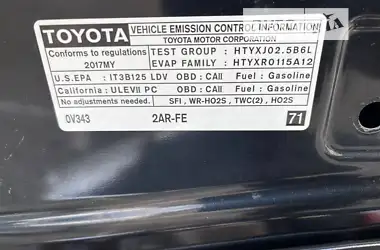 TOYOTA
VEHICLE EMISSION CONTROL INFORMATION
TOYOTA MOTOR CORPORATION
Conforms to regulations
2017MY
TEST GROUP : HTYXJ02.5B6L
EVAP FAMILY : HTYXR0115A12
U.S.EPA : IT3B125 LDV OBD : CAII Fuel : Gasoline
California : ULEVII PC OBD : CAII Fuel : Gasoline
No adjustments needed.
SFI , WR-HO2S , TWC(2) , HO2S
0V343
2AR-FE
71